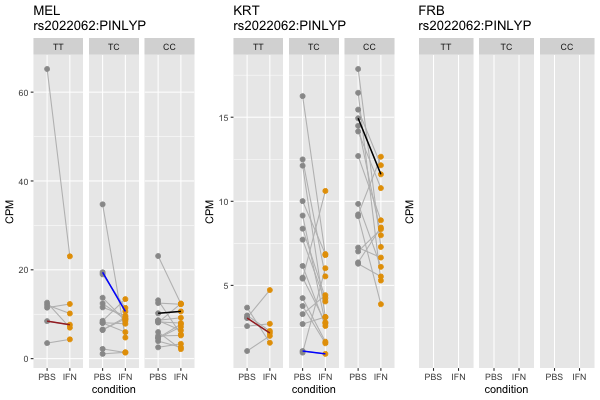 MEL
rs2022062:PINLYP
TT TC CC
CPM
60
40
20
0
PBS IFN PBS IFN PBS IFN
condition
KRT
rs2022062:PINLYP
TT TC CC
CPM
15
10
5
PBS IFN PBS IFN PBS IFN
condition
FRB
rs2022062:PINLYP
TT TC CC
CPM
PBS IFN PBS IFN PBS IFN
condition